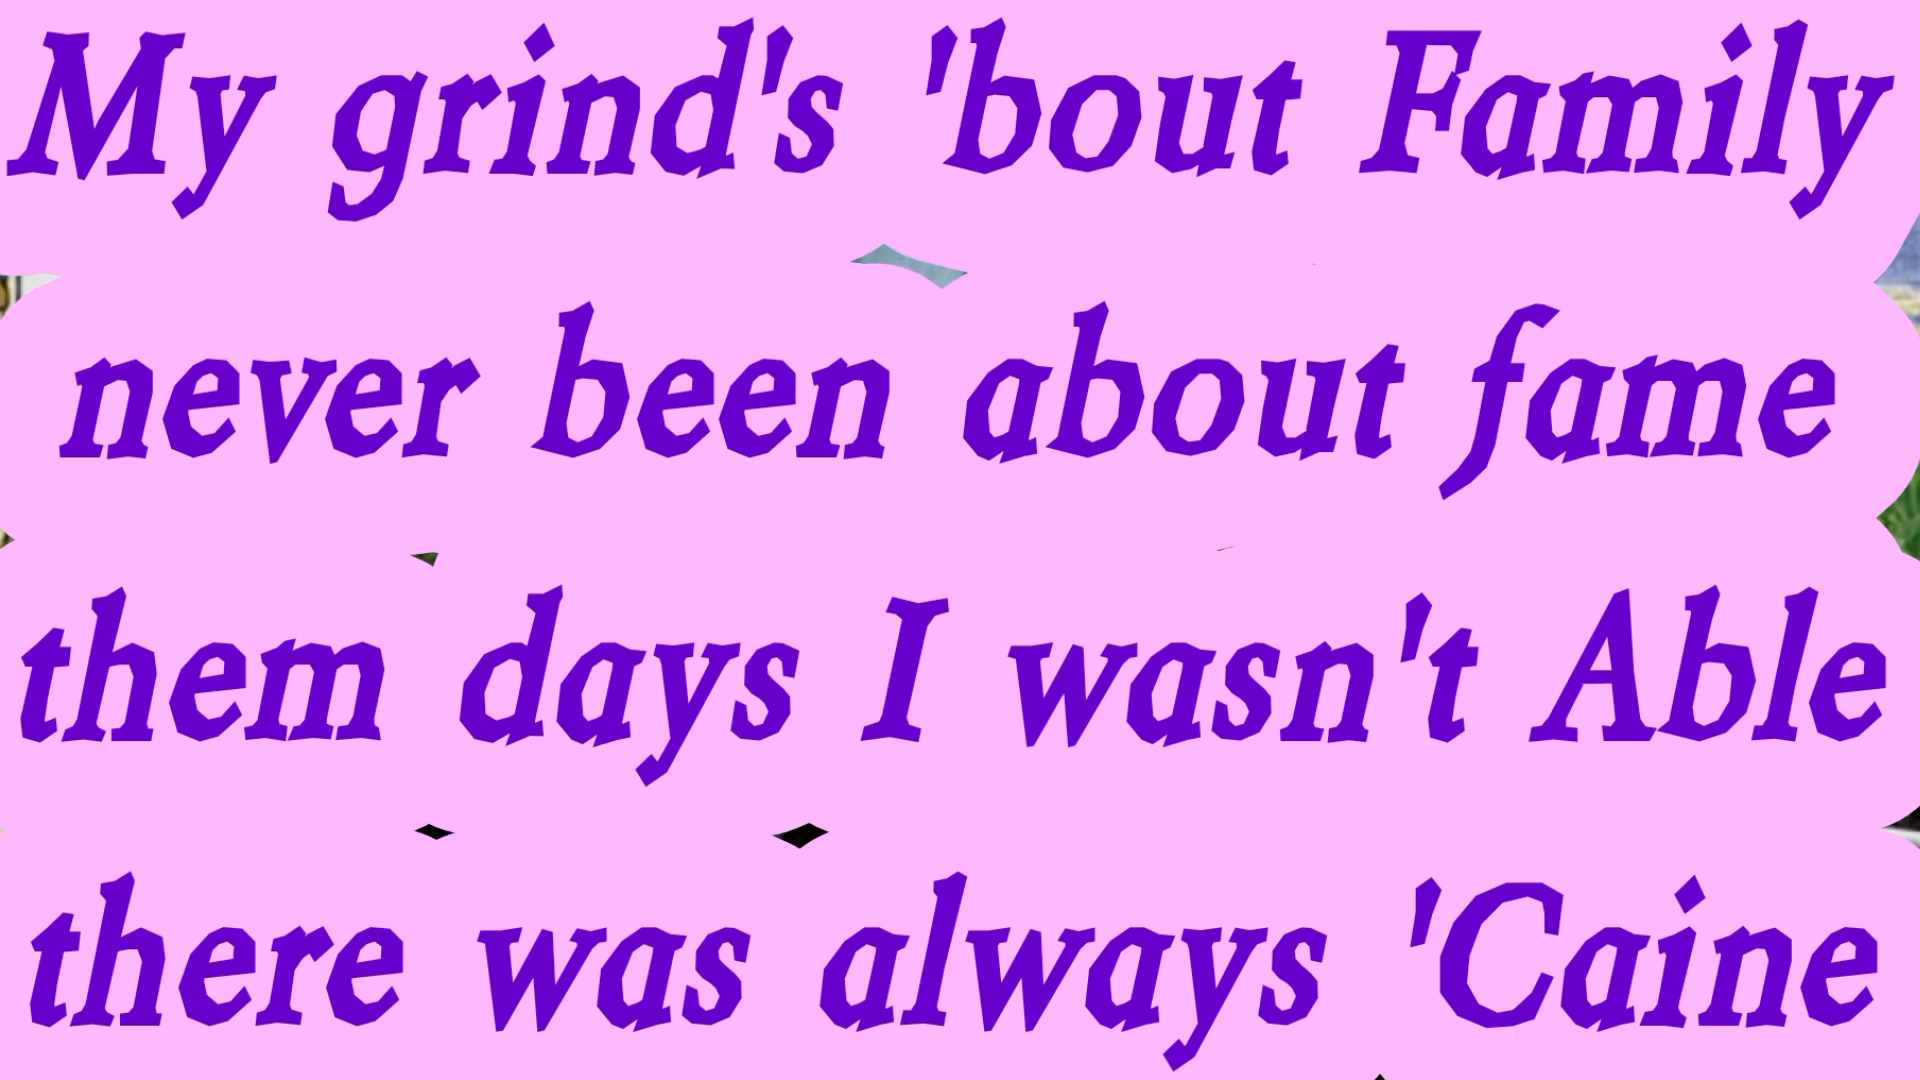 My grind's 'bout Family
never been about fame
them days I wasn't Able
there was always 'Caine